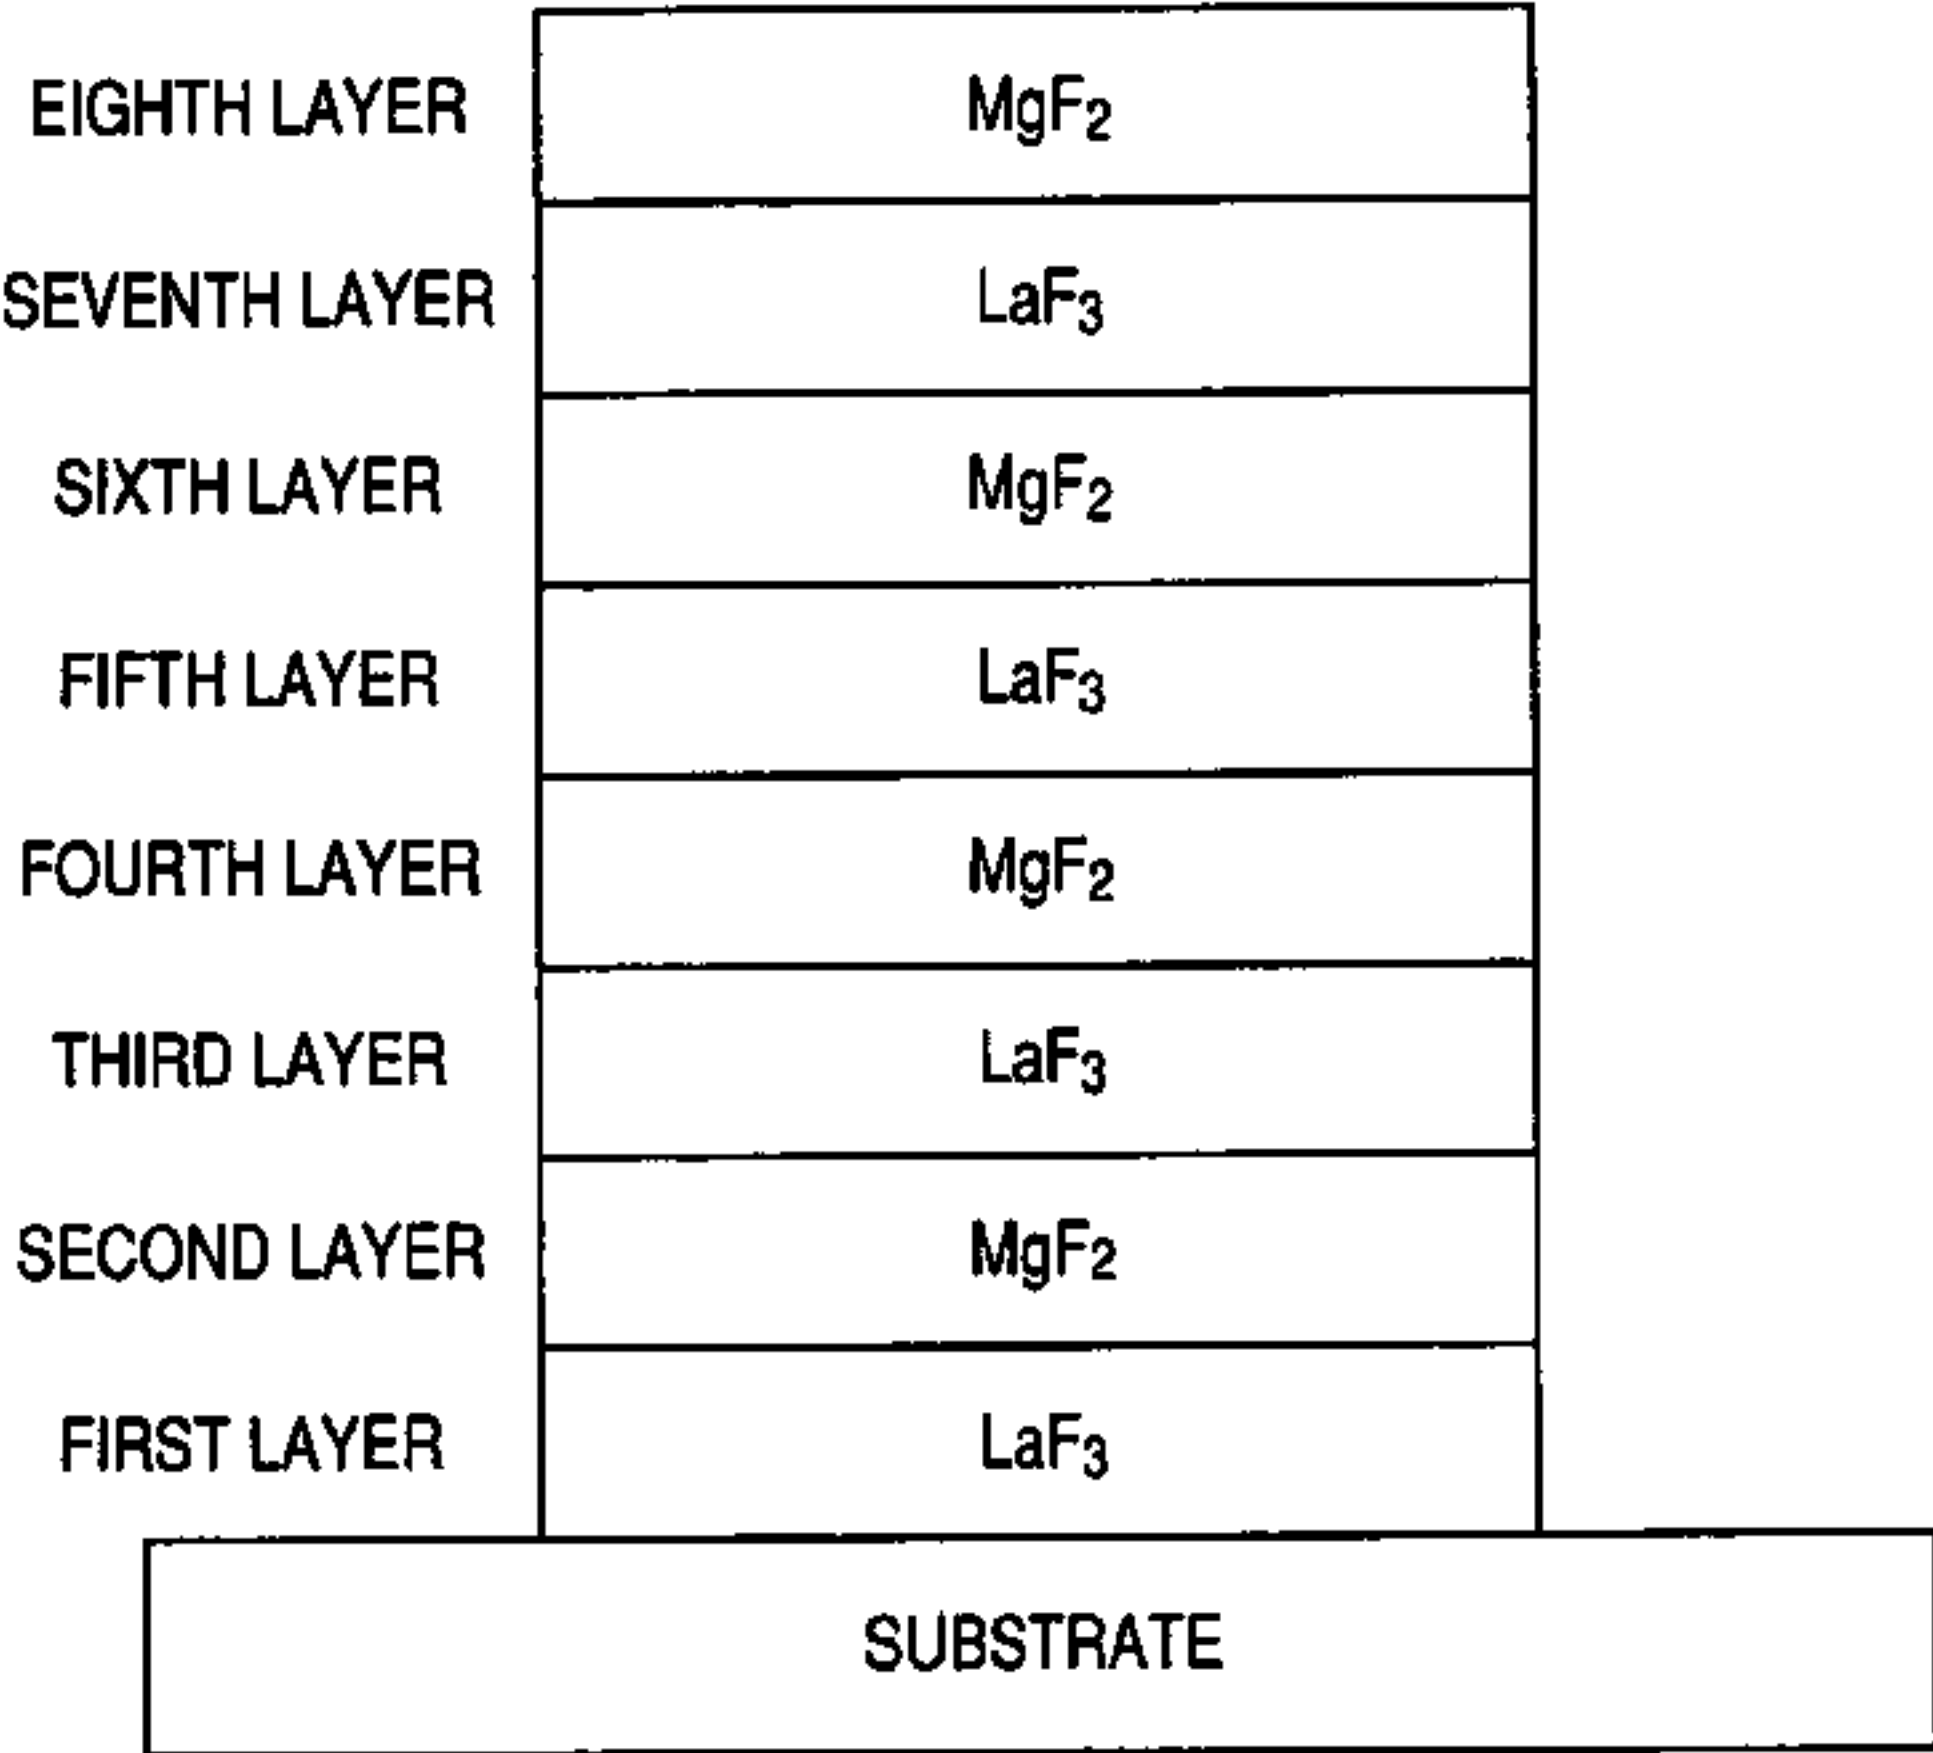 EIGHTH LAYER MgF2
SEVENTH LAYER LaF3
SIXTH LAYER MgF2
FIFTH LAYER LaF3
FOURTH LAYER MgF2
THIRD LAYER LaF3
SECOND LAYER MgF2
FIRST LAYER LaF3
SUBSTRATE